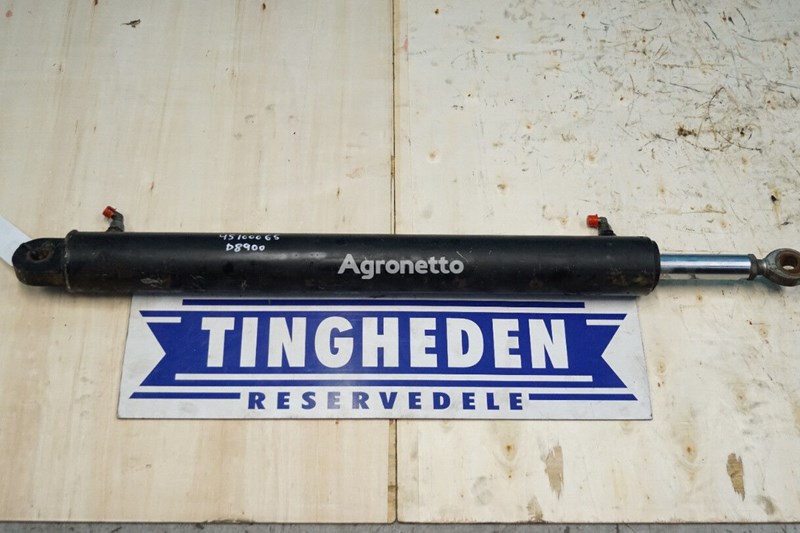 45100065
D8900
Agronetto
TINGHEDEN
RESERVEDELE